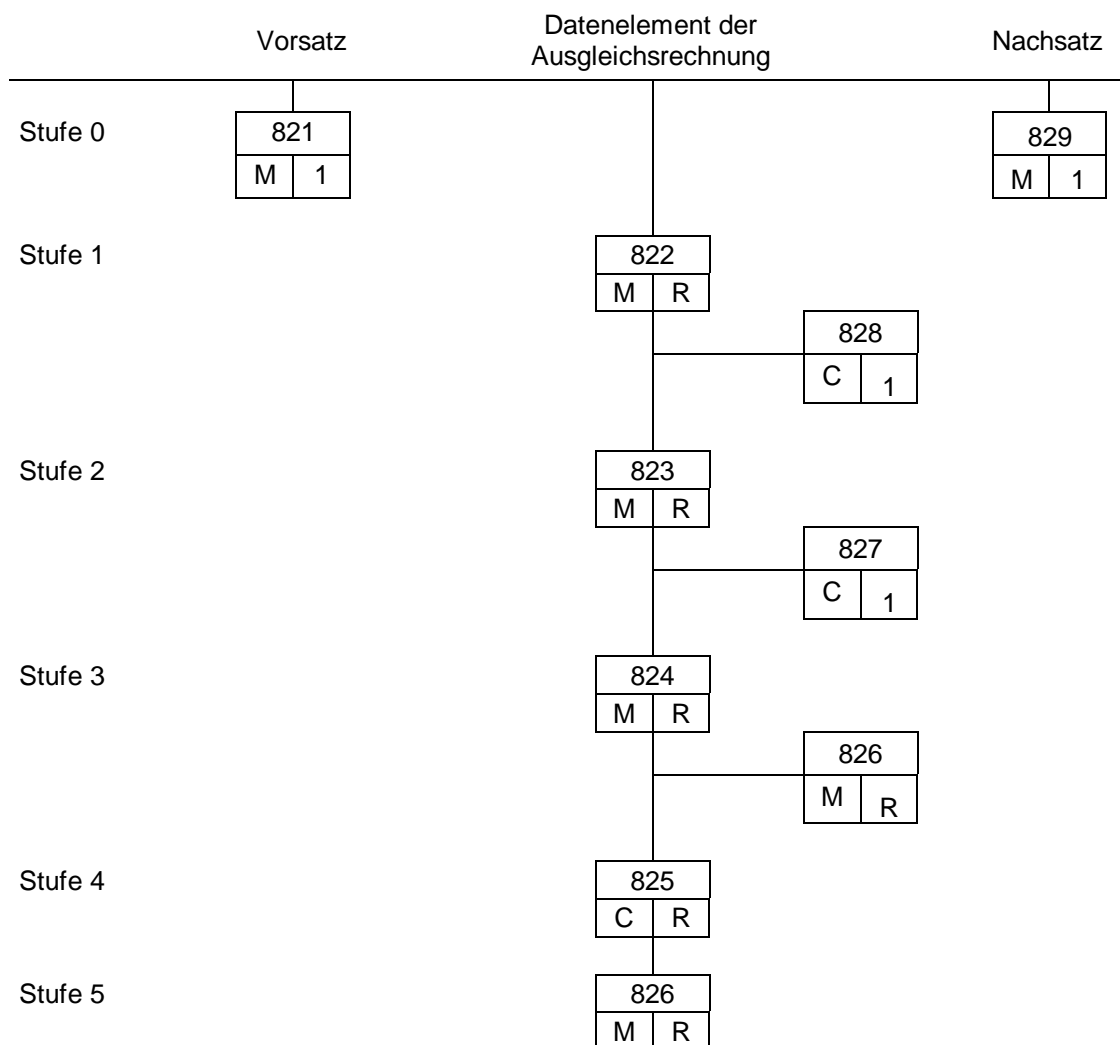 Vorsatz
Datenelement der
Ausgleichsrechnung
Nachsatz
Stufe 0
821
M 1
829
M 1
Stufe 1
822
M R
828
C 1
Stufe 2
823
M R
827
C 1
Stufe 3
824
M R
826
M R
Stufe 4
825
C R
Stufe 5
826
M R